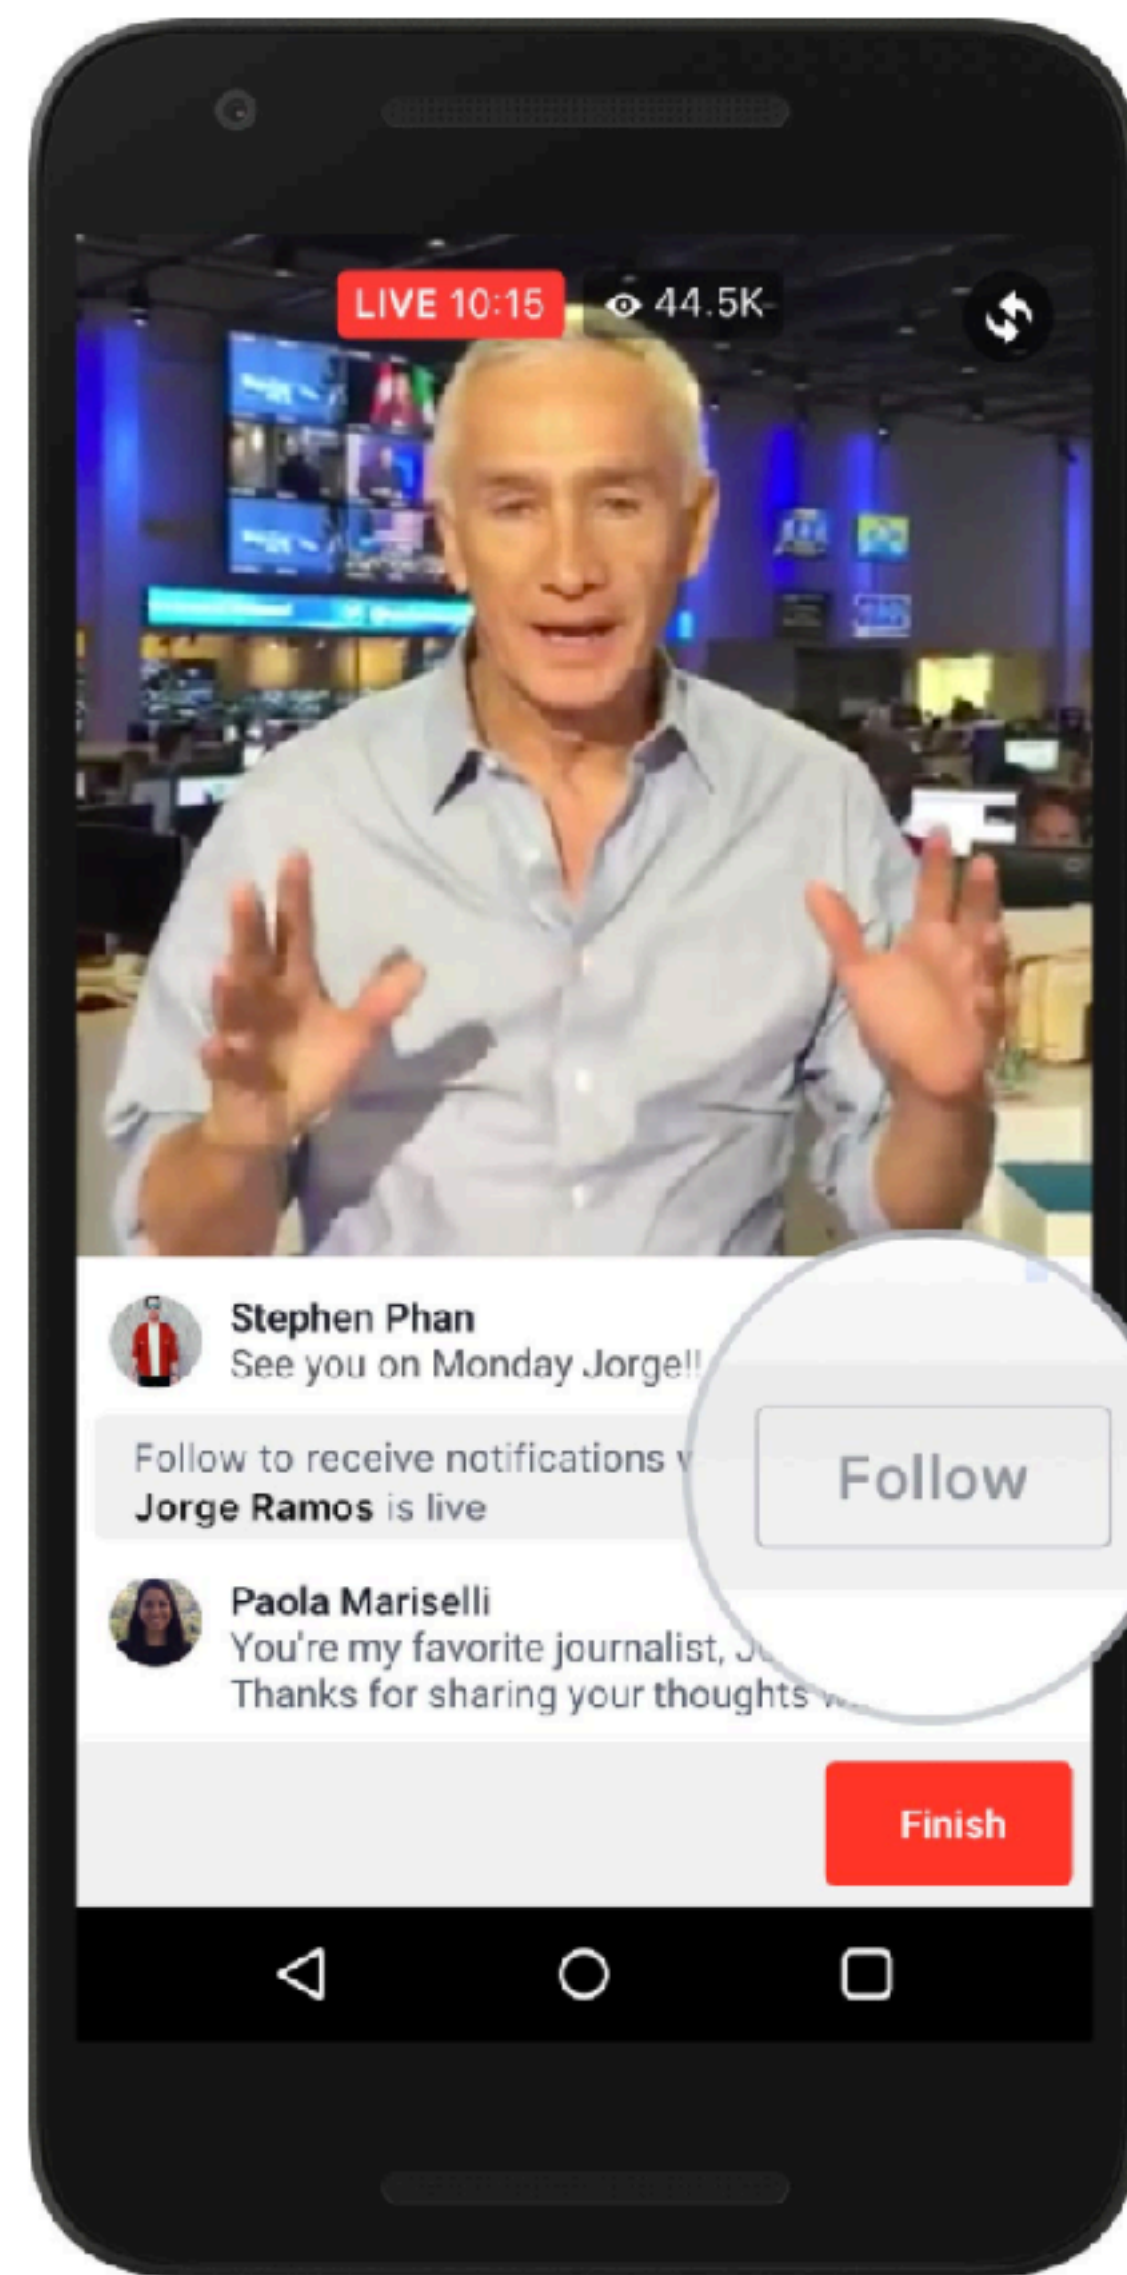 LIVE 10:15
44.5K
Stephen Phan
See you on Monday Jorge!!
Follow to receive notifications
Jorge Ramos is live
Follow
Paola Mariselli
You're my favorite journalist,
Thanks for sharing your thoughts
Finish